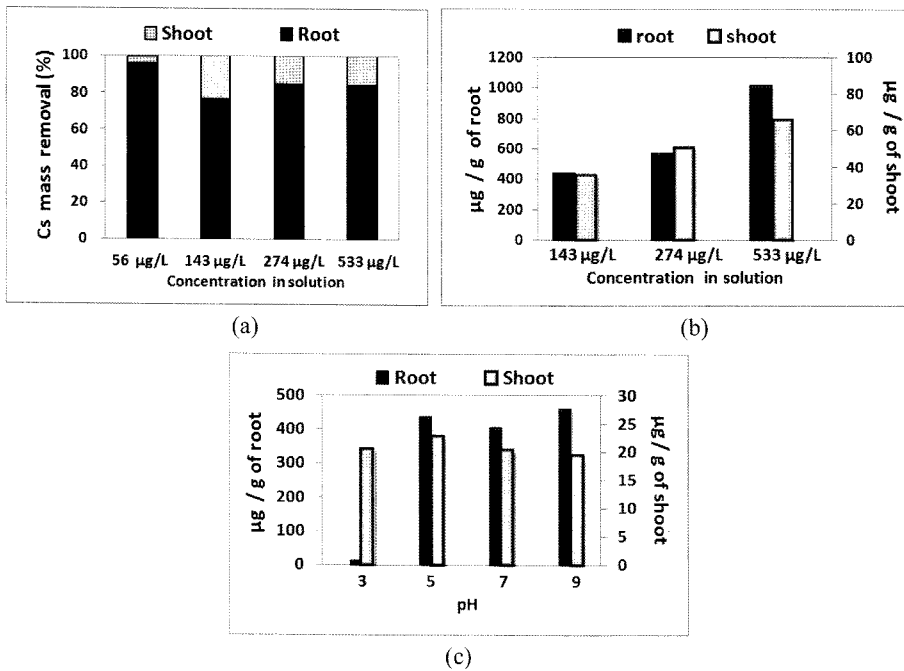 Shoot Root
Cs mass removal (%)
100
80
60
40
20
0
56 µg/L 143 µg/L 274 µg/L 533 µg/L
Concentration in solution
(a)
root shoot
µg / g of root
1200
1000
800
600
400
200
0
100
80
60
40
20
0
µg / g of shoot
143 µg/L 274 µg/L 533 µg/L
Concentration in solution
(b)
Root Shoot
µg / g of root
500
400
300
200
100
0
30
25
20
15
10
5
0
µg / g of shoot
3 5 7 9
pH
(c)